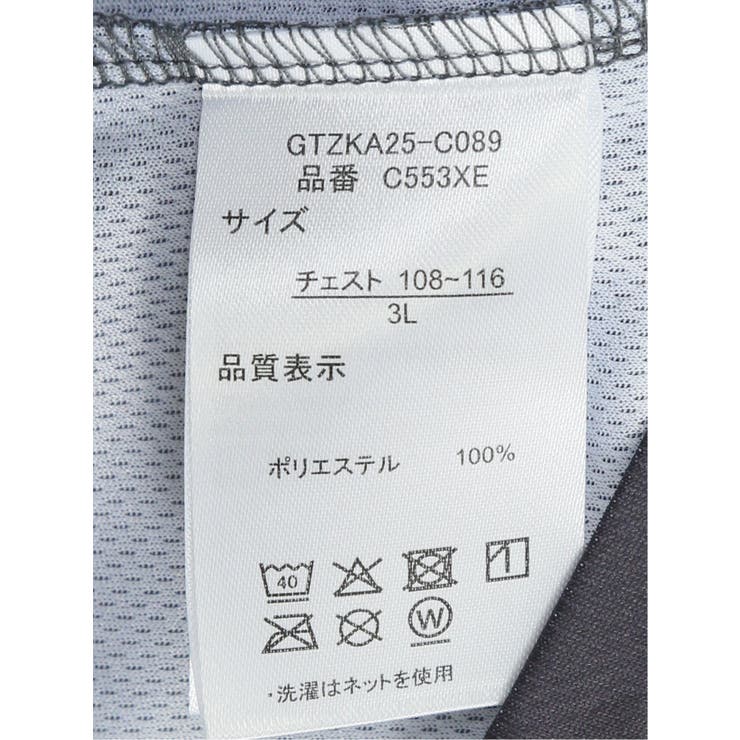 GTZKA25-C089
品番 C553XE
サイズ
チェスト 108~116
3L
品質表示
ポリエステル 100%
40
W
・洗濯はネットを使用